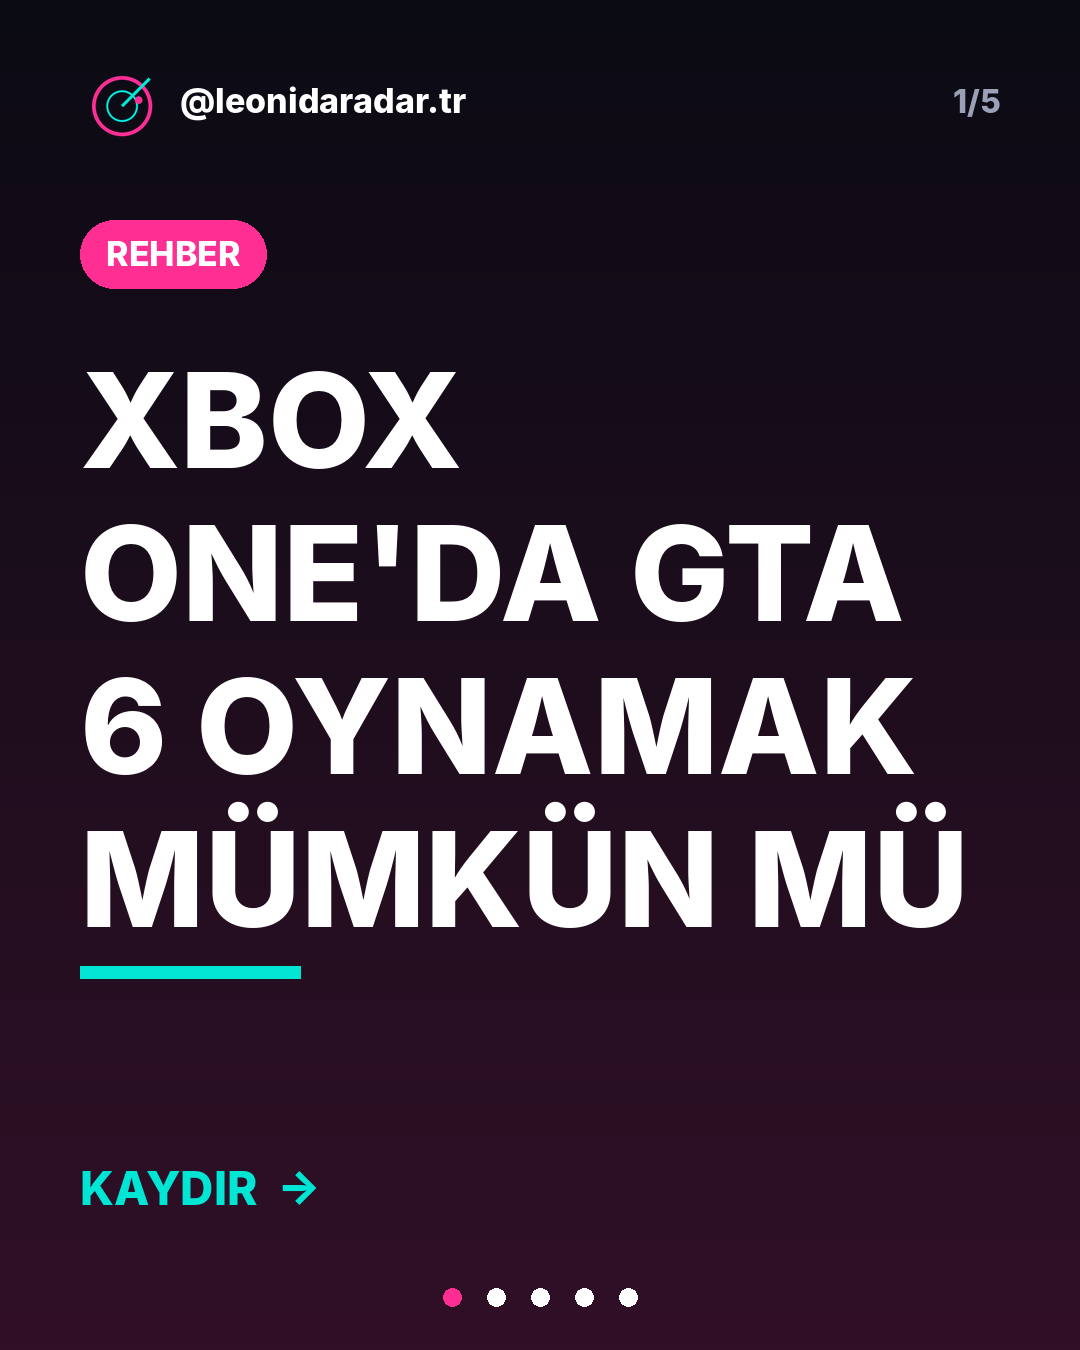 @leonidaradar.tr
1/5
REHBER
XBOX
ONE'DA GTA
6 OYNAMAK
MÜMKÜN MÜ
KAYDIR →